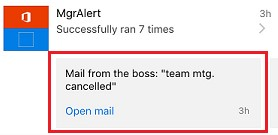 MgrAlert
3h
Successfully ran 7 times
Mail from the boss: "team mtg.
cancelled"
Open mail
3h